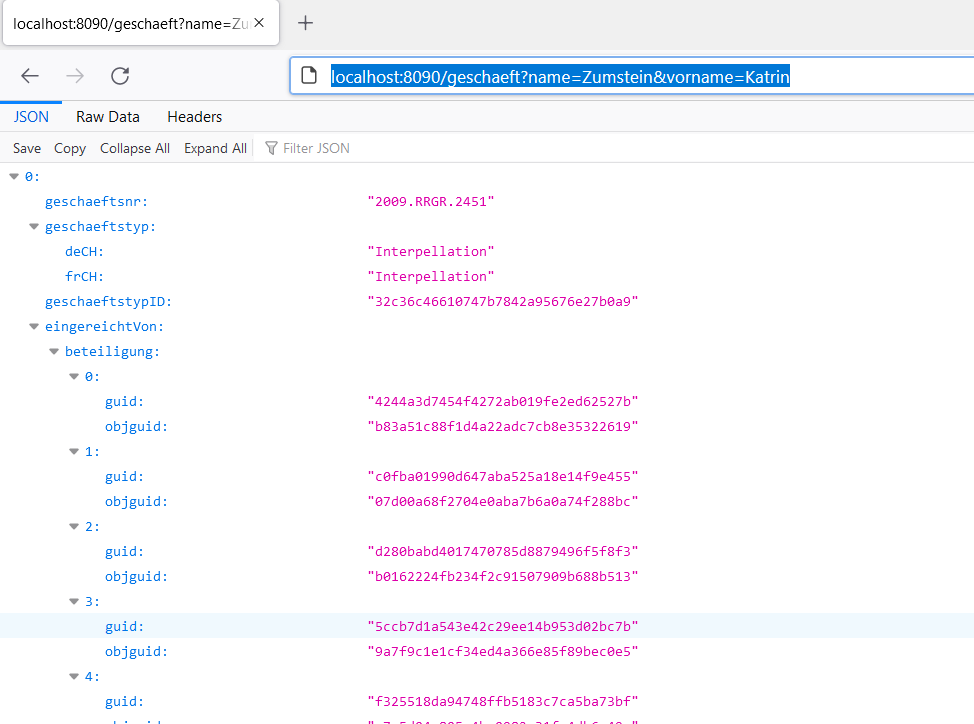 localhost:8090/geschaeft?name=Zu
localhost:8090/geschaeft?name=Zumstein&vorname=Katrin
JSON Raw Data Headers
Save Copy Collapse All Expand All Filter JSON
0:
geschaeftsnr: "2009.RRGR.2451"
geschaeftstyp:
deCH: "Interpellation"
frCH: "Interpellation"
geschaeftstypID: "32c36c46610747b7842a95676e27b0a9"
eingereichtVon:
beteiligung:
0:
guid: "4244a3d7454f4272ab019fe2ed62527b"
objguid: "b83a51c88f1d4a22adc7cb8e35322619"
1:
guid: "c0fba01990d647aba525a18e14f9e455"
objguid: "07d00a68f2704e0aba7b6a0a74f288bc"
2:
guid: "d280babd4017470785d8879496f5f8f3"
objguid: "b0162224fb234f2c91507909b688b513"
3:
guid: "5ccb7d1a543e42c29ee14b953d02bc7b"
objguid: "9a7f9c1e1cf34ed4a366e85f89bec0e5"
4:
guid: "f325518da94748ffb5183c7ca5ba73bf"